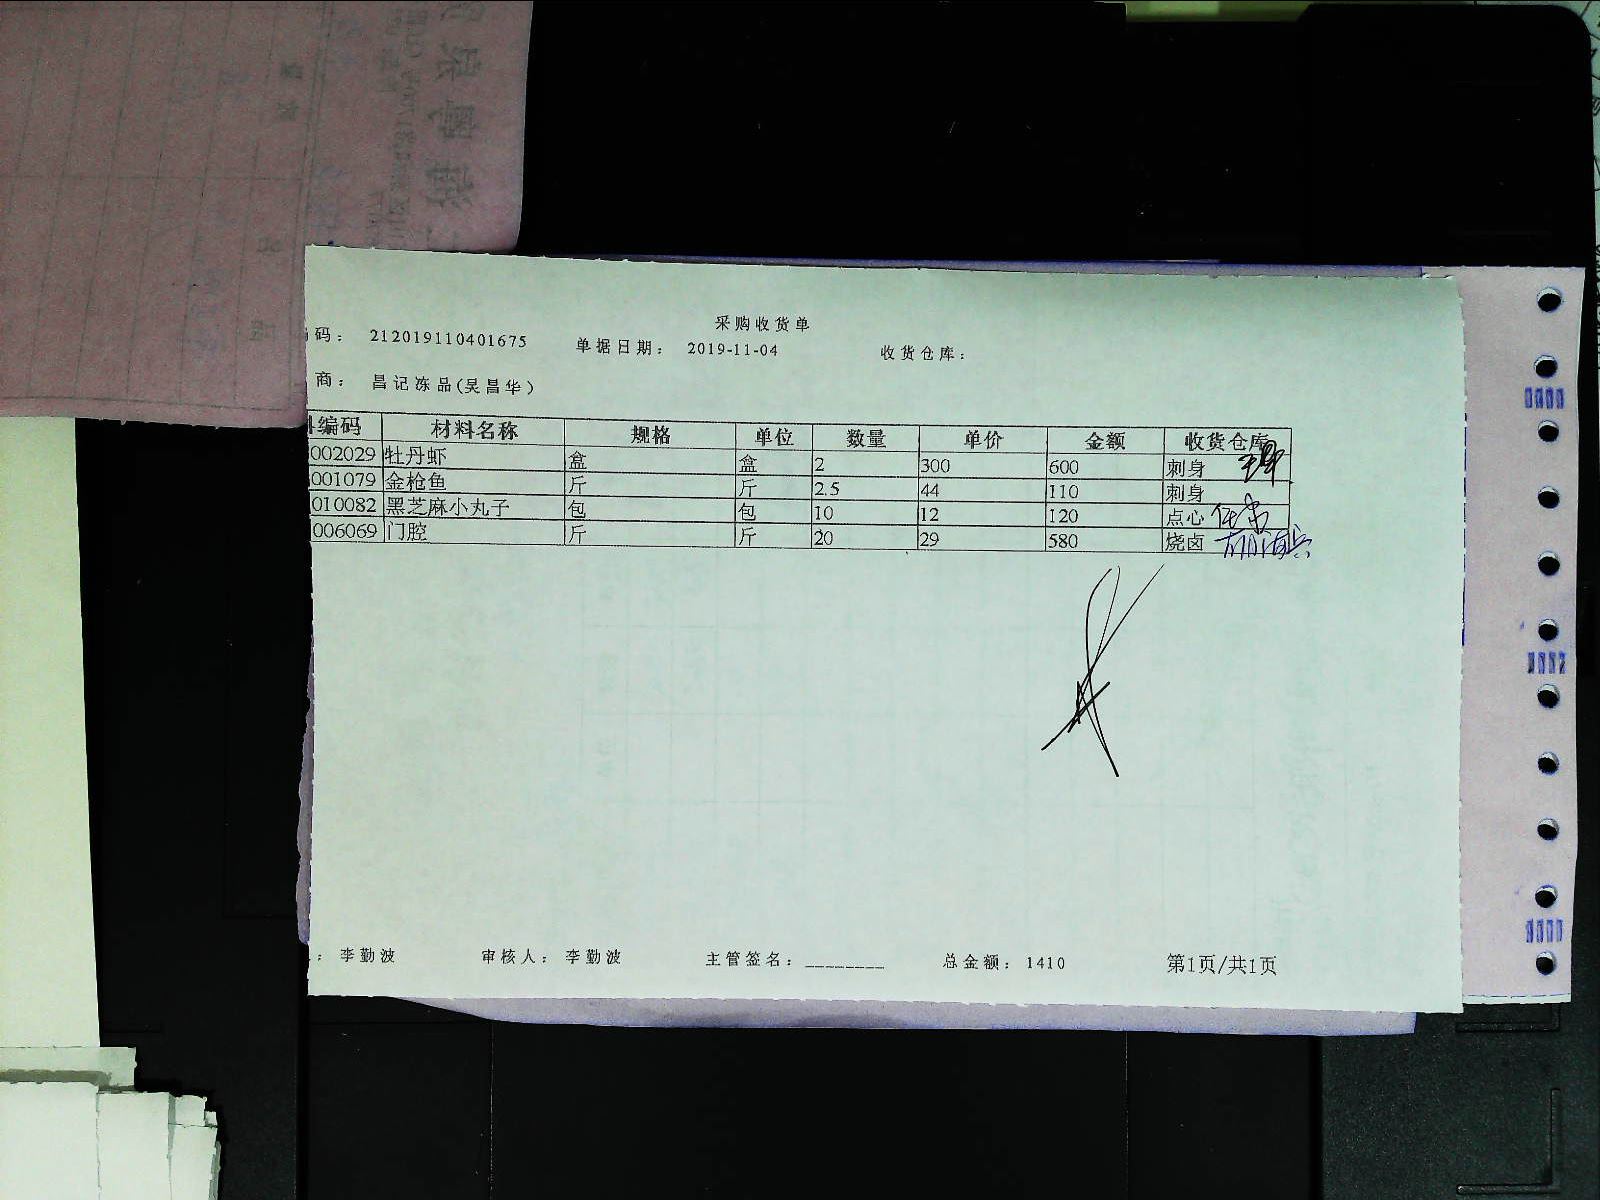 采购收货单
码： 212019110401675 单据日期： 2019-11-04 收货仓库：
商： 昌记冻品(吴昌华)
编码 材料名称 规格 单位 数量 单价 金额 收货仓库
002029 牡丹虾 盒 盒 2 300 600 刺身
001079 金枪鱼 斤 斤 2.5 44 110 刺身
010082 黑芝麻小丸子 包 包 10 12 120 点心
006069 门腔 斤 斤 20 29 580 烧卤
：李勤波 审核人：李勤波 主管签名：________ 总金额：1410 第1页/共1页